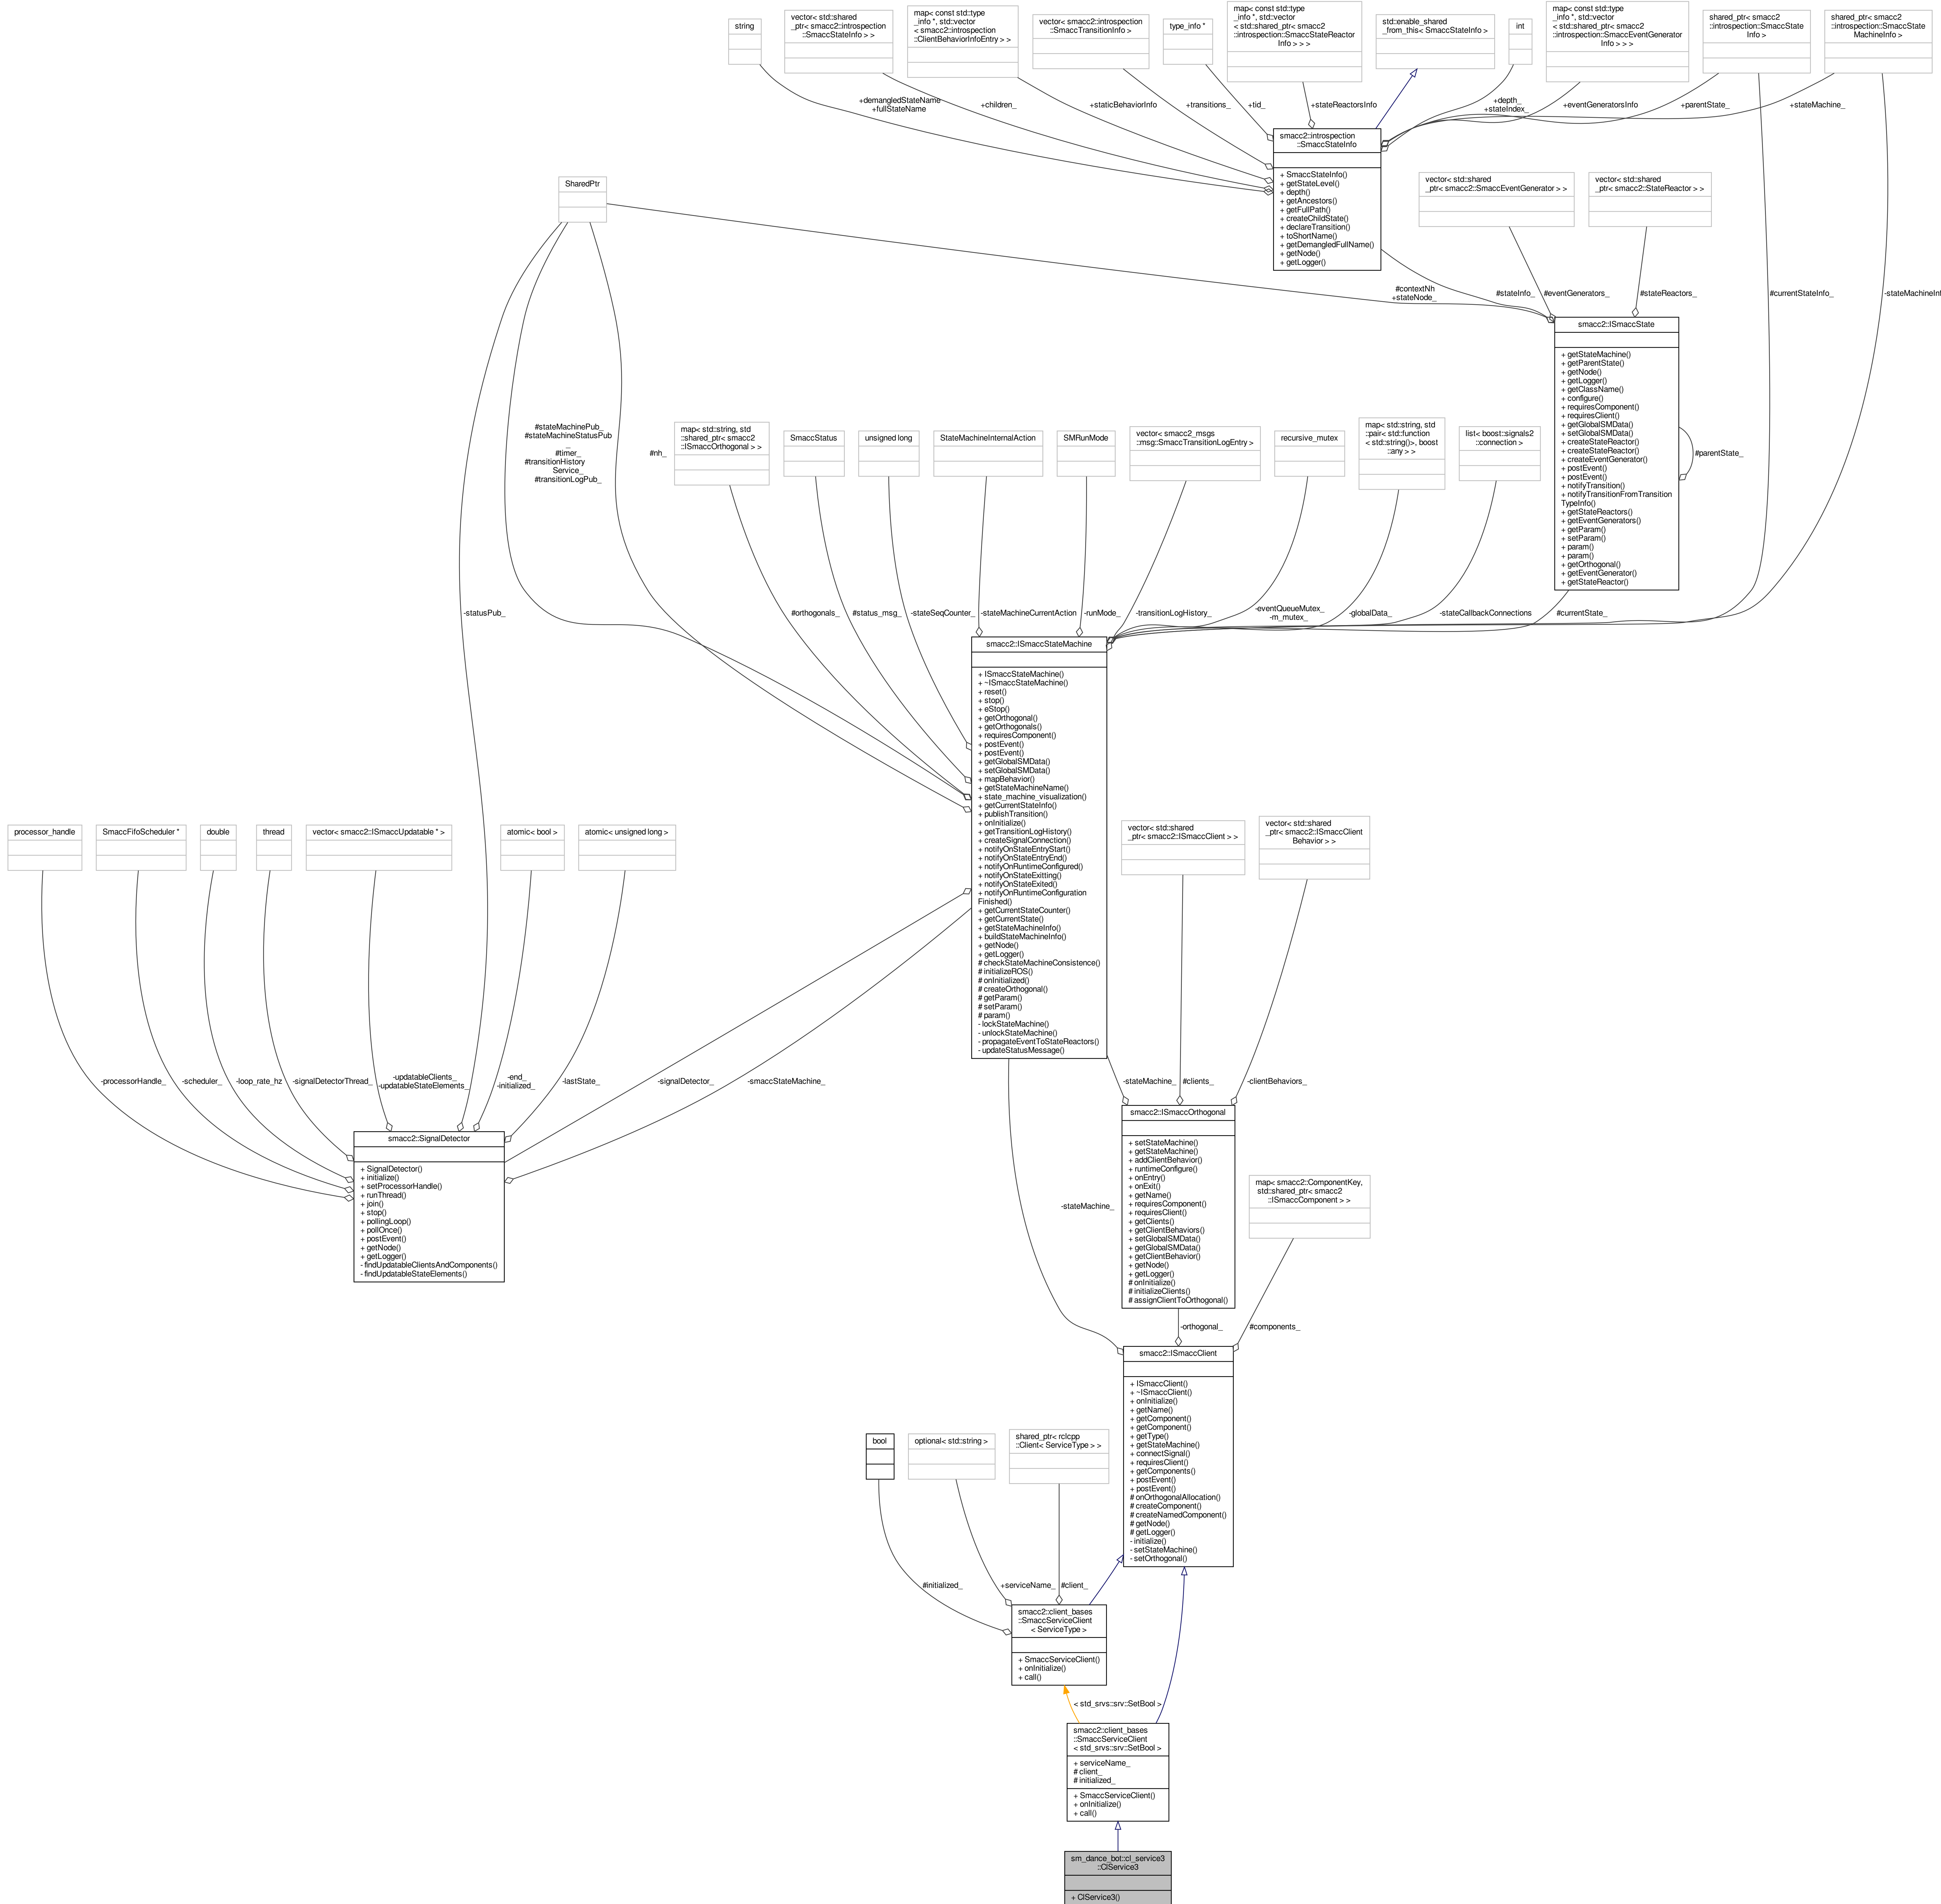 string
vector< std::shared
_ptr< smacc2::introspection
::SmaccStateInfo > >
map< const std::type
_info *, std::vector
< smacc2::introspection
::ClientBehaviorInfoEntry > >
vector< smacc2::introspection
::SmaccTransitionInfo >
type_info *
map< const std::type
_info *, std::vector
< std::shared_ptr< smacc2
::introspection::SmaccStateReactor
Info > > >
std::enable_shared
_from_this< SmaccStateInfo >
int
map< const std::type
_info *, std::vector
< std::shared_ptr< smacc2
::introspection::SmaccEventGenerator
Info > > >
shared_ptr< smacc2
::introspection::SmaccState
Info >
shared_ptr< smacc2
::introspection::SmaccState
MachineInfo >
+demangledStateName
+fullStateName
+children_
+staticBehaviorInfo
+transitions_
+tid_
+stateReactorsInfo
+depth_
+stateIndex_
+eventGeneratorsInfo
+parentState_
+stateMachine_
smacc2::introspection
::SmaccStateInfo
+ SmaccStateInfo()
+ getStateLevel()
+ depth()
+ getAncestors()
+ getFullPath()
+ createChildState()
+ declareTransition()
+ toShortName()
+ getDemangledFullName()
+ getNode()
+ getLogger()
SharedPtr
vector< std::shared
_ptr< smacc2::SmaccEventGenerator > >
vector< std::shared
_ptr< smacc2::StateReactor > >
#contextNh
+stateNode_
#stateInfo_
#eventGenerators_
#stateReactors_
#currentStateInfo_
-stateMachineInf
smacc2::ISmaccState
+ getStateMachine()
+ getParentState()
+ getNode()
+ getLogger()
+ getClassName()
+ configure()
+ requiresComponent()
+ requiresClient()
+ getGlobalSMData()
+ setGlobalSMData()
+ createStateReactor()
+ createStateReactor()
+ createEventGenerator()
+ postEvent()
+ postEvent()
+ notifyTransition()
+ notifyTransitionFromTransition
TypeInfo()
+ getStateReactors()
+ getEventGenerators()
+ getParam()
+ setParam()
+ param()
+ param()
+ getOrthogonal()
+ getEventGenerator()
+ getStateReactor()
#parentState_
#stateMachinePub_
#stateMachineStatusPub
_
#timer_
#transitionHistory
Service_
#transitionLogPub_
#nh_
map< std::string, std
::shared_ptr< smacc2
::ISmaccOrthogonal > >
SmaccStatus
unsigned long
StateMachineInternalAction
SMRunMode
vector< smacc2_msgs
::msg::SmaccTransitionLogEntry >
recursive_mutex
map< std::string, std
::pair< std::function
< std::string()>, boost
::any > >
list< boost::signals2
::connection >
-statusPub_
#orthogonals_
#status_msg_
-stateSeqCounter_
-stateMachineCurrentAction
-runMode_
-transitionLogHistory_
-eventQueueMutex_
-m_mutex_
-globalData_
-stateCallbackConnections
#currentState_
smacc2::ISmaccStateMachine
+ ISmaccStateMachine()
+ ~ISmaccStateMachine()
+ reset()
+ stop()
+ eStop()
+ getOrthogonal()
+ getOrthogonals()
+ requiresComponent()
+ postEvent()
+ postEvent()
+ getGlobalSMData()
+ setGlobalSMData()
+ mapBehavior()
+ getStateMachineName()
+ state_machine_visualization()
+ getCurrentStateInfo()
+ publishTransition()
+ onInitialize()
+ getTransitionLogHistory()
+ createSignalConnection()
+ notifyOnStateEntryStart()
+ notifyOnStateEntryEnd()
+ notifyOnRuntimeConfigured()
+ notifyOnStateExitting()
+ notifyOnStateExited()
+ notifyOnRuntimeConfiguration
Finished()
+ getCurrentStateCounter()
+ getCurrentState()
+ getStateMachineInfo()
+ buildStateMachineInfo()
+ getNode()
+ getLogger()
# checkStateMachineConsistence()
# initializeROS()
# onInitialized()
# createOrthogonal()
# getParam()
# setParam()
# param()
- lockStateMachine()
- unlockStateMachine()
- propagateEventToStateReactors()
- updateStatusMessage()
processor_handle
SmaccFifoScheduler *
double
thread
vector< smacc2::ISmaccUpdatable * >
atomic< bool >
atomic< unsigned long >
vector< std::shared
_ptr< smacc2::ISmaccClient > >
vector< std::shared
_ptr< smacc2::ISmaccClient
Behavior > >
-processorHandle_
-scheduler_
-loop_rate_hz
-signalDetectorThread_
-updatableClients_
-updatableStateElements_
-end_
-initialized_
-lastState_
-signalDetector_
-smaccStateMachine_
-stateMachine_
#clients_
-clientBehaviors_
smacc2::SignalDetector
+ SignalDetector()
+ initialize()
+ setProcessorHandle()
+ runThread()
+ join()
+ stop()
+ pollingLoop()
+ pollOnce()
+ postEvent()
+ getNode()
+ getLogger()
- findUpdatableClientsAndComponents()
- findUpdatableStateElements()
smacc2::ISmaccOrthogonal
+ setStateMachine()
+ getStateMachine()
+ addClientBehavior()
+ runtimeConfigure()
+ onEntry()
+ onExit()
+ getName()
+ requiresComponent()
+ requiresClient()
+ getClients()
+ getClientBehaviors()
+ setGlobalSMData()
+ getGlobalSMData()
+ getClientBehavior()
+ getNode()
+ getLogger()
# onInitialize()
# initializeClients()
# assignClientToOrthogonal()
map< smacc2::ComponentKey,
std::shared_ptr< smacc2
::ISmaccComponent > >
-stateMachine_
-orthogonal_
#components_
smacc2::ISmaccClient
+ ISmaccClient()
+ ~ISmaccClient()
+ onInitialize()
+ getName()
+ getComponent()
+ getComponent()
+ getType()
+ getStateMachine()
+ connectSignal()
+ requiresClient()
+ getComponents()
+ postEvent()
+ postEvent()
# onOrthogonalAllocation()
# createComponent()
# createNamedComponent()
# getNode()
# getLogger()
- initialize()
- setStateMachine()
- setOrthogonal()
bool
optional< std::string >
shared_ptr< rclcpp
::Client< ServiceType > >
#initialized_
+serviceName_
#client_
smacc2::client_bases
::SmaccServiceClient
< ServiceType >
+ SmaccServiceClient()
+ onInitialize()
+ call()
< std_srvs::srv::SetBool >
smacc2::client_bases
::SmaccServiceClient
< std_srvs::srv::SetBool >
+ serviceName_
# client_
# initialized_
+ SmaccServiceClient()
+ onInitialize()
+ call()
sm_dance_bot::cl_service3
::ClService3
+ ClService3()